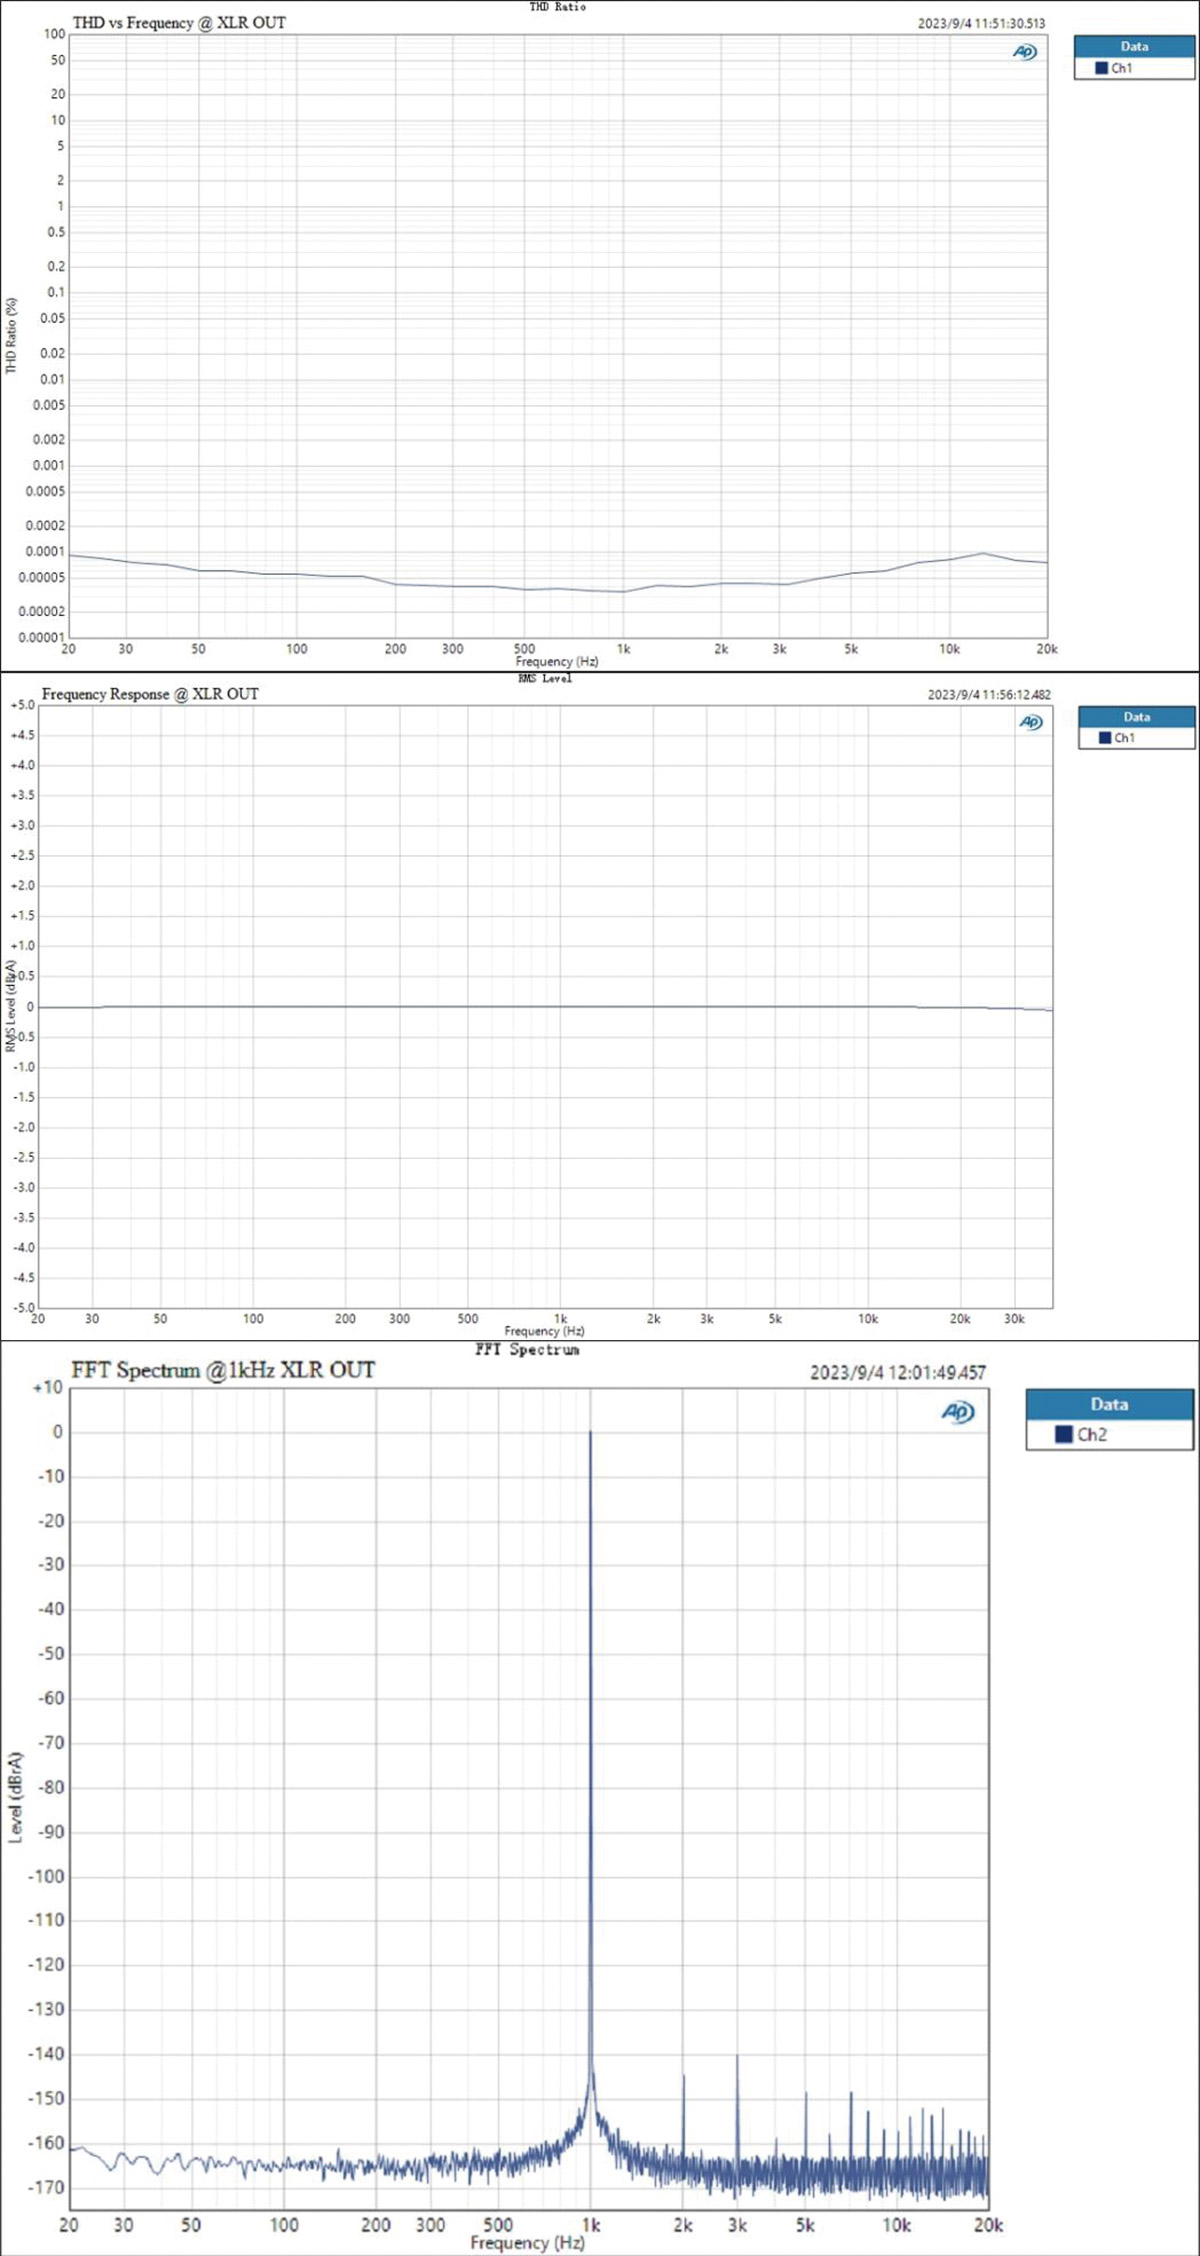 THD Ratio
THD vs Frequency @ XLR OUT
2023/9/4 11:51:30.513
AP
Data
Ch1
THD Ratio (%)
100
50
20
10
5
2
1
0.5
0.2
0.1
0.05
0.02
0.01
0.005
0.002
0.001
0.0005
0.0002
0.0001
0.00005
0.00002
0.00001
20 30 50 100 200 300 500 1k 2k 3k 5k 10k 20k
Frequency (Hz)
RMS Level
Frequency Response @ XLR OUT
2023/9/4 11:56:12.482
AP
Data
Ch1
RMS Level (dBrA)
+5.0
+4.5
+4.0
+3.5
+3.0
+2.5
+2.0
+1.5
+1.0
+0.5
0
-0.5
-1.0
-1.5
-2.0
-2.5
-3.0
-3.5
-4.0
-4.5
-5.0
20 30 50 100 200 300 500 1k 2k 3k 5k 10k 20k 30k
Frequency (Hz)
FFT Spectrum
FFT Spectrum @1kHz XLR OUT
2023/9/4 12:01:49.457
AP
Data
Ch2
Level (dBrA)
+10
0
-10
-20
-30
-40
-50
-60
-70
-80
-90
-100
-110
-120
-130
-140
-150
-160
-170
20 30 50 100 200 300 500 1k 2k 3k 5k 10k 20k
Frequency (Hz)